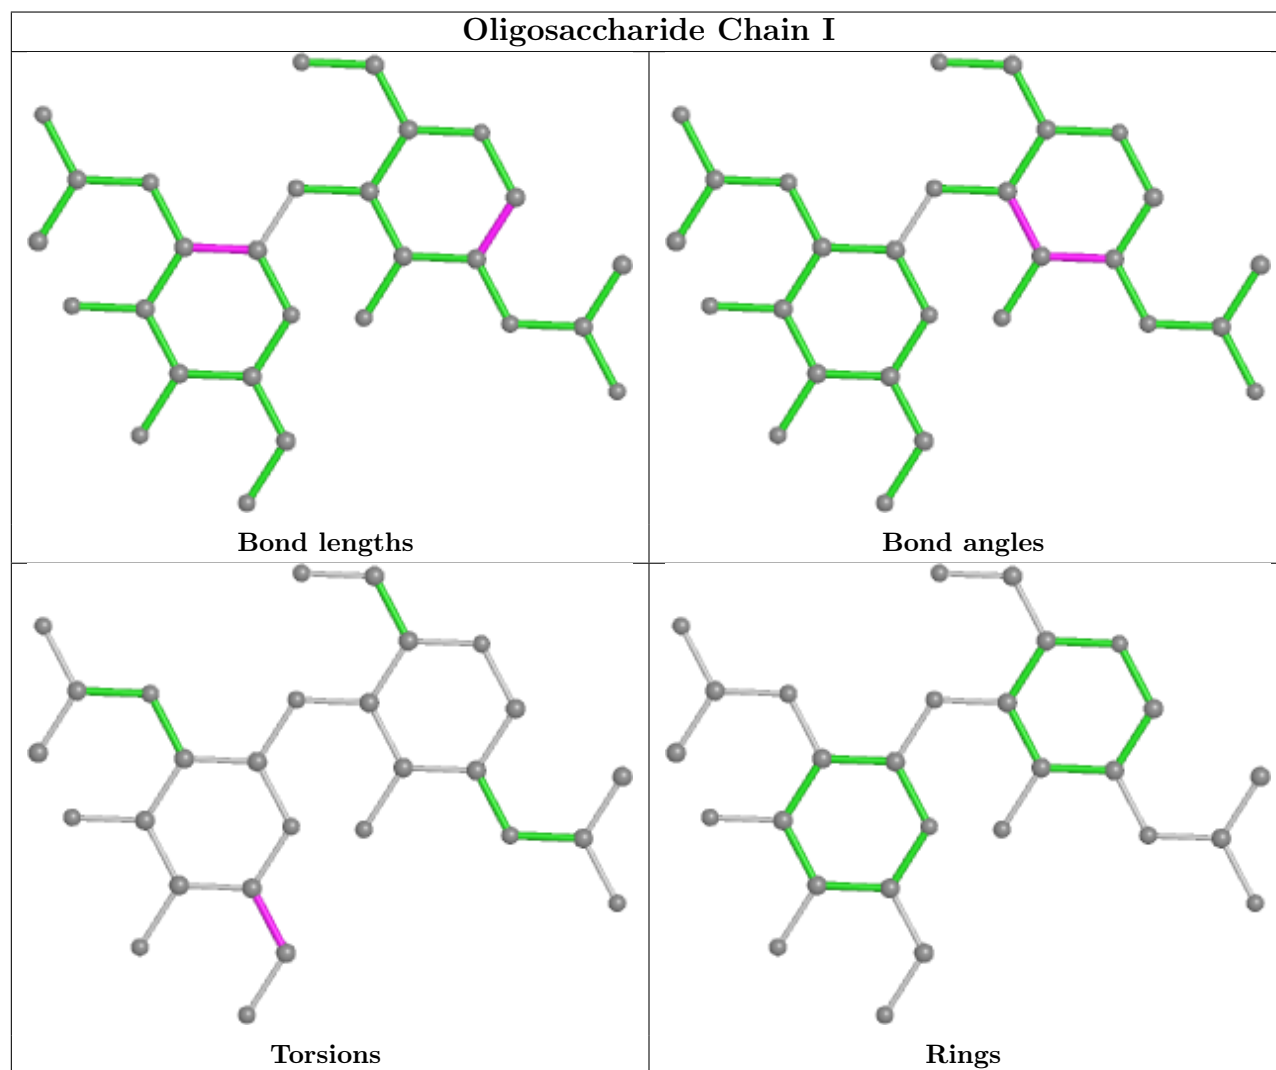 Oligosaccharide Chain I
Bond lengths
Bond angles
Torsions
Rings